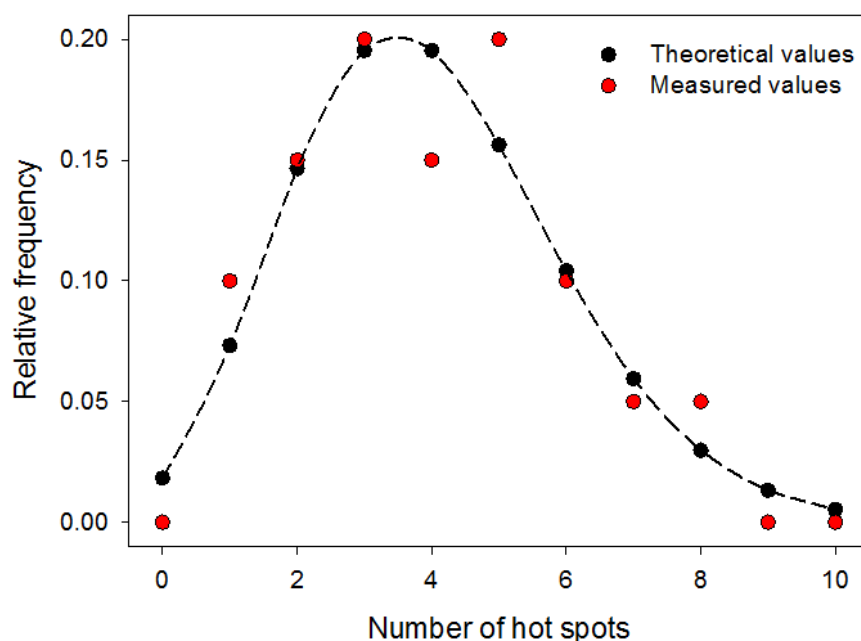 0.20
Theoretical values
Measured values
0.15
0.10
0.05
0.00
Relative frequency
0 2 4 6 8 10
Number of hot spots